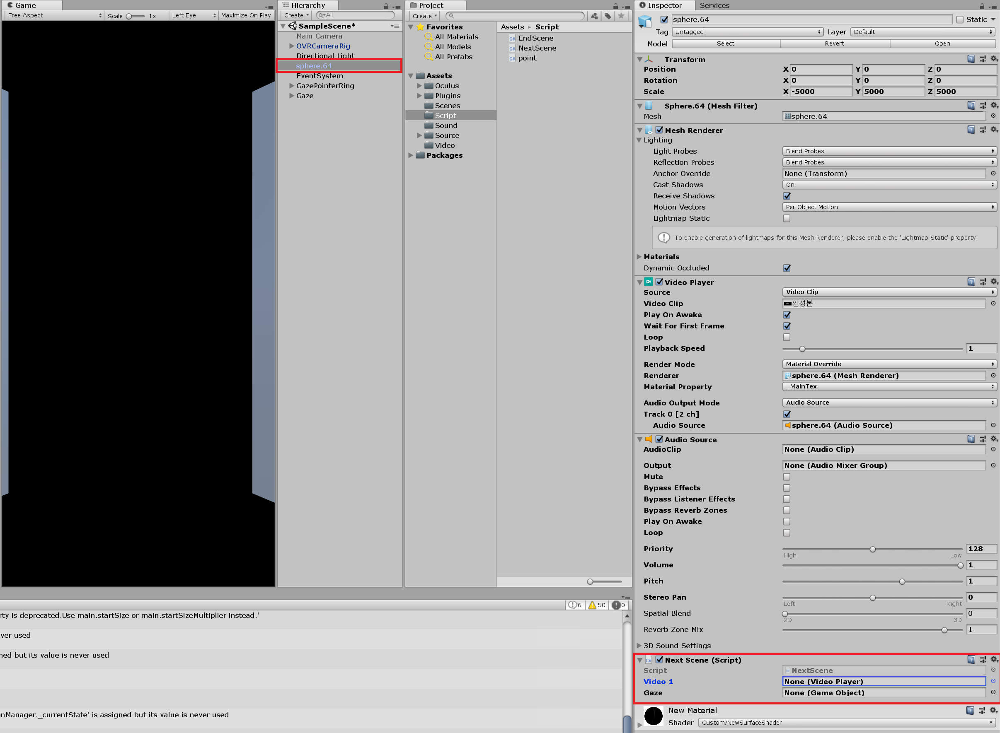 Game
Free Aspect
Scale
1x
Left Eye
Maximize On Play
Hierarchy
Create
All
SampleScene*
Main Camera
OVRCameraRig
Directional Light
sphere.64
EventSystem
GazePointerRing
Gaze
Project
Create
Favorites
All Materials
All Models
All Prefabs
Assets
Oculus
Plugins
Scenes
Script
Sound
Source
Video
Packages
Assets ▸ Script
EndScene
NextScene
point
6
50
0
rty is deprecated.Use main.startSize or main.startSizeMultiplier instead.'
ver used
ned but its value is never used
onManager._currentState' is assigned but its value is never used
Inspector
Services
sphere.64
Static
Tag Untagged
Layer Default
Model
Select
Revert
Open
Transform
Position X 0 Y 0 Z 0
Rotation X 0 Y 0 Z 0
Scale X -5000 Y 5000 Z 5000
Sphere.64 (Mesh Filter)
Mesh sphere.64
Mesh Renderer
Lighting
Light Probes Blend Probes
Reflection Probes Blend Probes
Anchor Override None (Transform)
Cast Shadows On
Receive Shadows
Motion Vectors Per Object Motion
Lightmap Static
To enable generation of lightmaps for this Mesh Renderer, please enable the 'Lightmap Static' property.
Materials
Dynamic Occluded
Video Player
Source Video Clip
Video Clip 완성본
Play On Awake
Wait For First Frame
Loop
Playback Speed 1
Render Mode Material Override
Renderer sphere.64 (Mesh Renderer)
Material Property _MainTex
Audio Output Mode Audio Source
Track 0 [2 ch]
Audio Source sphere.64 (Audio Source)
Audio Source
AudioClip None (Audio Clip)
Output None (Audio Mixer Group)
Mute
Bypass Effects
Bypass Listener Effects
Bypass Reverb Zones
Play On Awake
Loop
Priority 128
High Low
Volume 1
Pitch 1
Stereo Pan 0
Left Right
Spatial Blend 0
2D 3D
Reverb Zone Mix 1
3D Sound Settings
Next Scene (Script)
Script NextScene
Video 1 None (Video Player)
Gaze None (Game Object)
New Material
Shader Custom/NewSurfaceShader